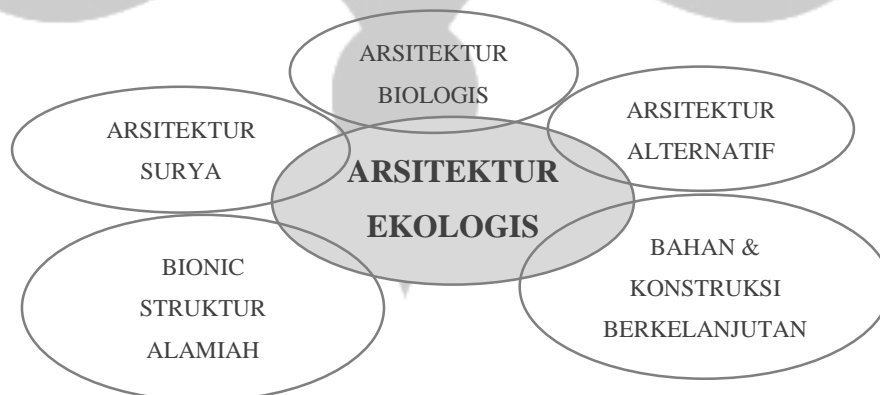 ARSITEKTUR
BIOLOGIS
ARSITEKTUR
SURYA
ARSITEKTUR
ALTERNATIF
ARSITEKTUR
EKOLOGIS
BIONIC
STRUKTUR
ALAMIAH
BAHAN &
KONSTRUKSI
BERKELANJUTAN